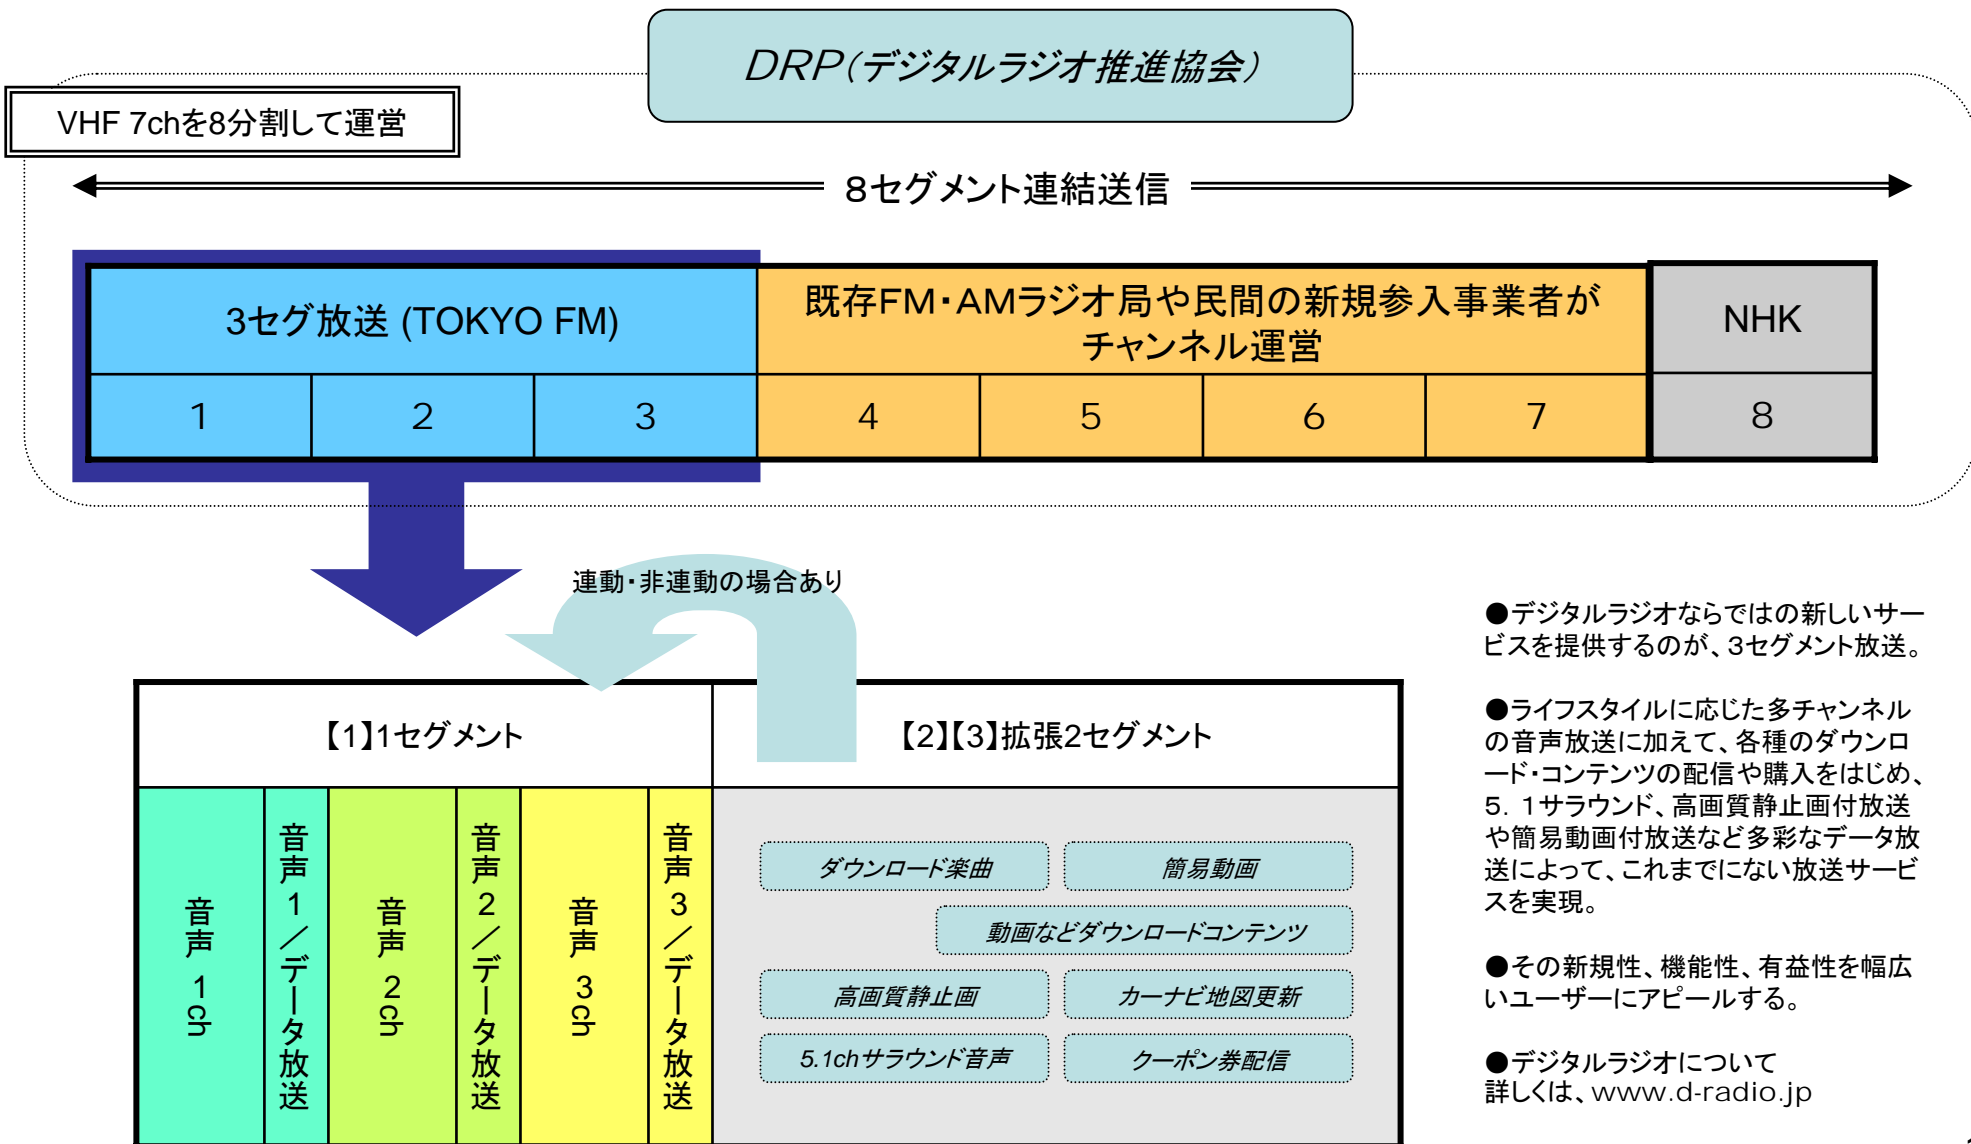 DRP(デジタルラジオ推進協会)
VHF 7chを8分割して運営
8セグメント連結送信
3セグ放送 (TOKYO FM)
既存FM・AMラジオ局や民間の新規参入事業者が
チャンネル運営
NHK
1
2
3
4
5
6
7
8
連動・非連動の場合あり
【1】1セグメント
【2】【3】拡張2セグメント
音声 1ch
音声1/データ放送
音声 2ch
音声2/データ放送
音声 3ch
音声3/データ放送
ダウンロード楽曲
簡易動画
動画などダウンロードコンテンツ
高画質静止画
カーナビ地図更新
5.1chサラウンド音声
クーポン券配信
●デジタルラジオならではの新しいサー
ビスを提供するのが、3セグメント放送。
●ライフスタイルに応じた多チャンネル
の音声放送に加えて、各種のダウンロ
ード・コンテンツの配信や購入をはじめ、
5.1サラウンド、高画質静止画付放送
や簡易動画付放送など多彩なデータ放
送によって、これまでにない放送サービ
スを実現。
●その新規性、機能性、有益性を幅広
いユーザーにアピールする。
●デジタルラジオについて
詳しくは、www.d-radio.jp